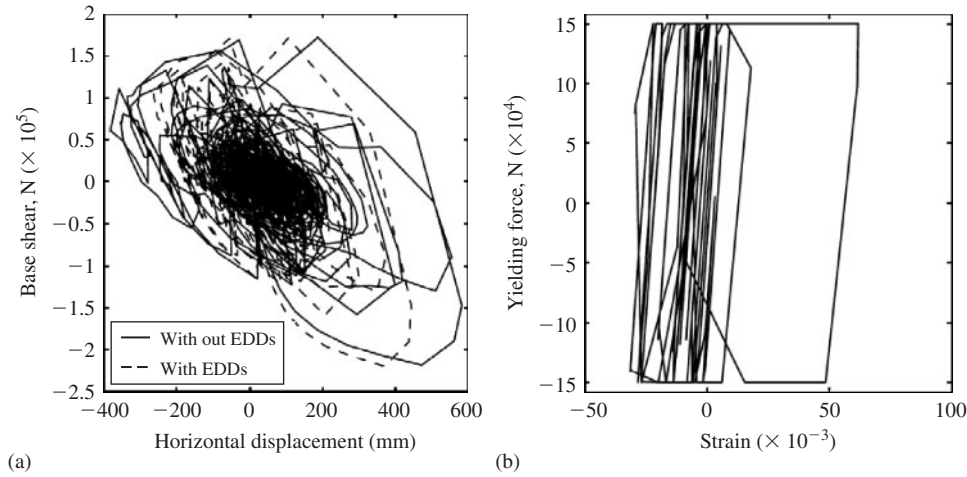 2
1.5
1
0.5
0
−0.5
−1
−1.5
−2
−2.5
Base shear, N (× 10⁵)
With out EDDs
With EDDs
−400 −200 0 200 400 600
Horizontal displacement (mm)
(a)
15
10
5
0
−5
−10
−15
Yielding force, N (× 10⁴)
−50 0 50 100
Strain (× 10⁻³)
(b)